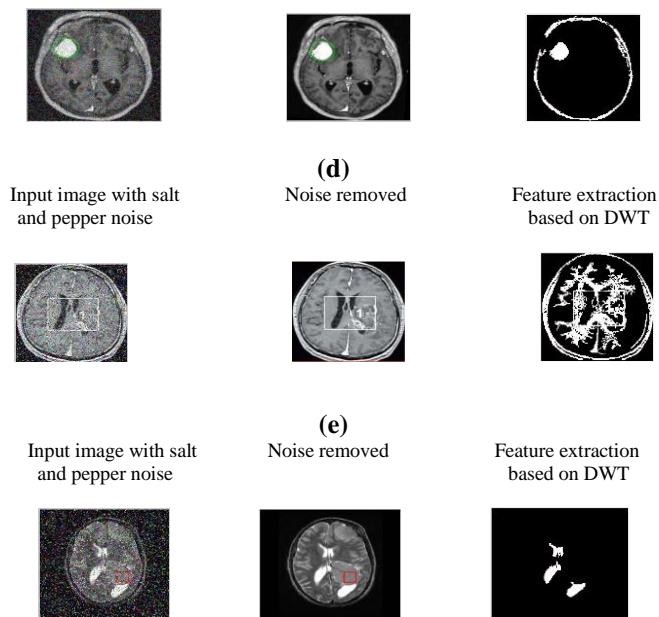 (d)
Input image with salt
and pepper noise
Noise removed
Feature extraction
based on DWT
(e)
Input image with salt
and pepper noise
Noise removed
Feature extraction
based on DWT